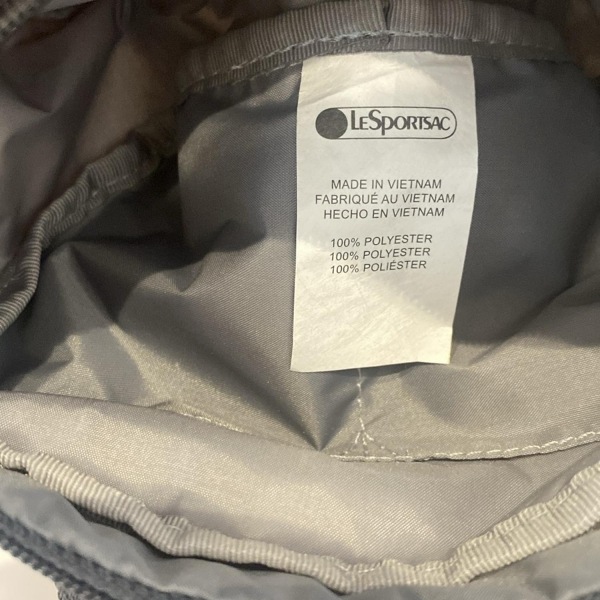 LESPORTSAC
MADE IN VIETNAM
FABRIQUÉ AU VIETNAM
HECHO EN VIETNAM
100% POLYESTER
100% POLYESTER
100% POLIÉSTER